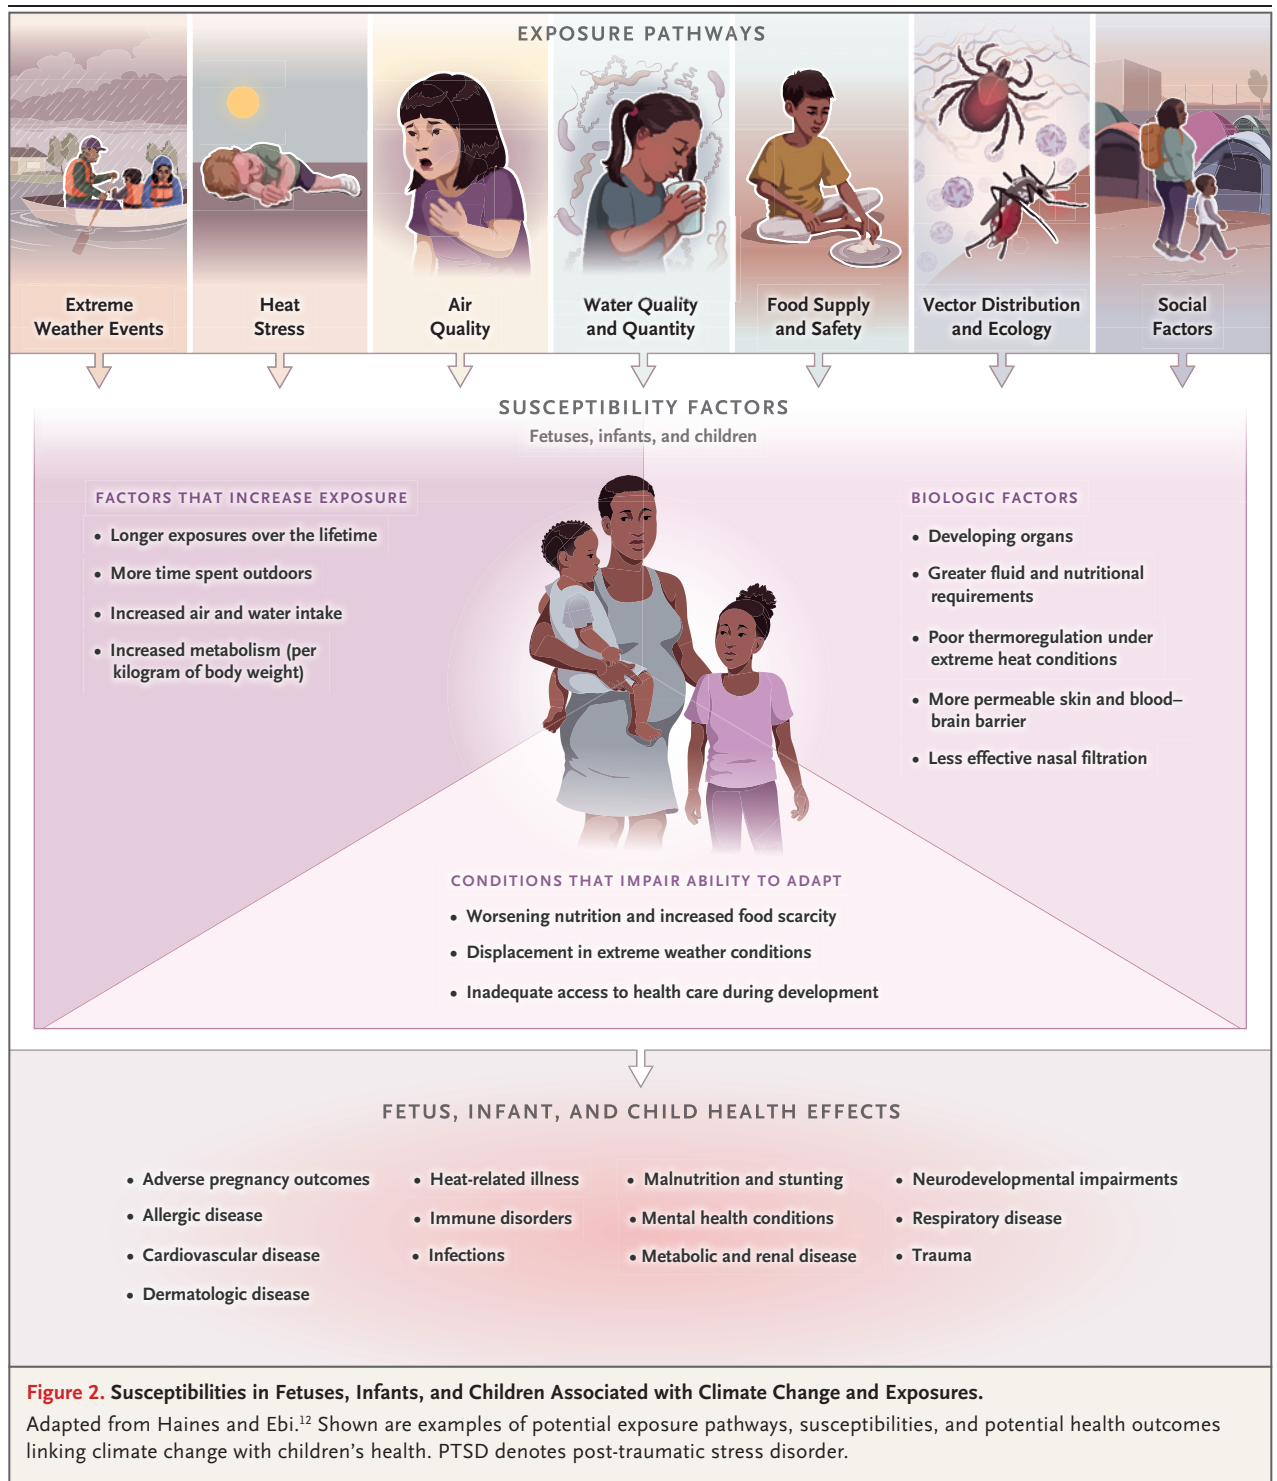 EXPOSURE PATHWAYS
Extreme
Weather Events
Heat
Stress
Air
Quality
Water Quality
and Quantity
Food Supply
and Safety
Vector Distribution
and Ecology
Social
Factors
SUSCEPTIBILITY FACTORS
Fetuses, infants, and children
FACTORS THAT INCREASE EXPOSURE
• Longer exposures over the lifetime
• More time spent outdoors
• Increased air and water intake
• Increased metabolism (per
kilogram of body weight)
BIOLOGIC FACTORS
• Developing organs
• Greater fluid and nutritional
requirements
• Poor thermoregulation under
extreme heat conditions
• More permeable skin and blood–
brain barrier
• Less effective nasal filtration
CONDITIONS THAT IMPAIR ABILITY TO ADAPT
• Worsening nutrition and increased food scarcity
• Displacement in extreme weather conditions
• Inadequate access to health care during development
FETUS, INFANT, AND CHILD HEALTH EFFECTS
• Adverse pregnancy outcomes
• Allergic disease
• Cardiovascular disease
• Dermatologic disease
• Heat-related illness
• Immune disorders
• Infections
• Malnutrition and stunting
• Mental health conditions
• Metabolic and renal disease
• Neurodevelopmental impairments
• Respiratory disease
• Trauma
Figure 2. Susceptibilities in Fetuses, Infants, and Children Associated with Climate Change and Exposures.
Adapted from Haines and Ebi.¹² Shown are examples of potential exposure pathways, susceptibilities, and potential health outcomes
linking climate change with children’s health. PTSD denotes post-traumatic stress disorder.